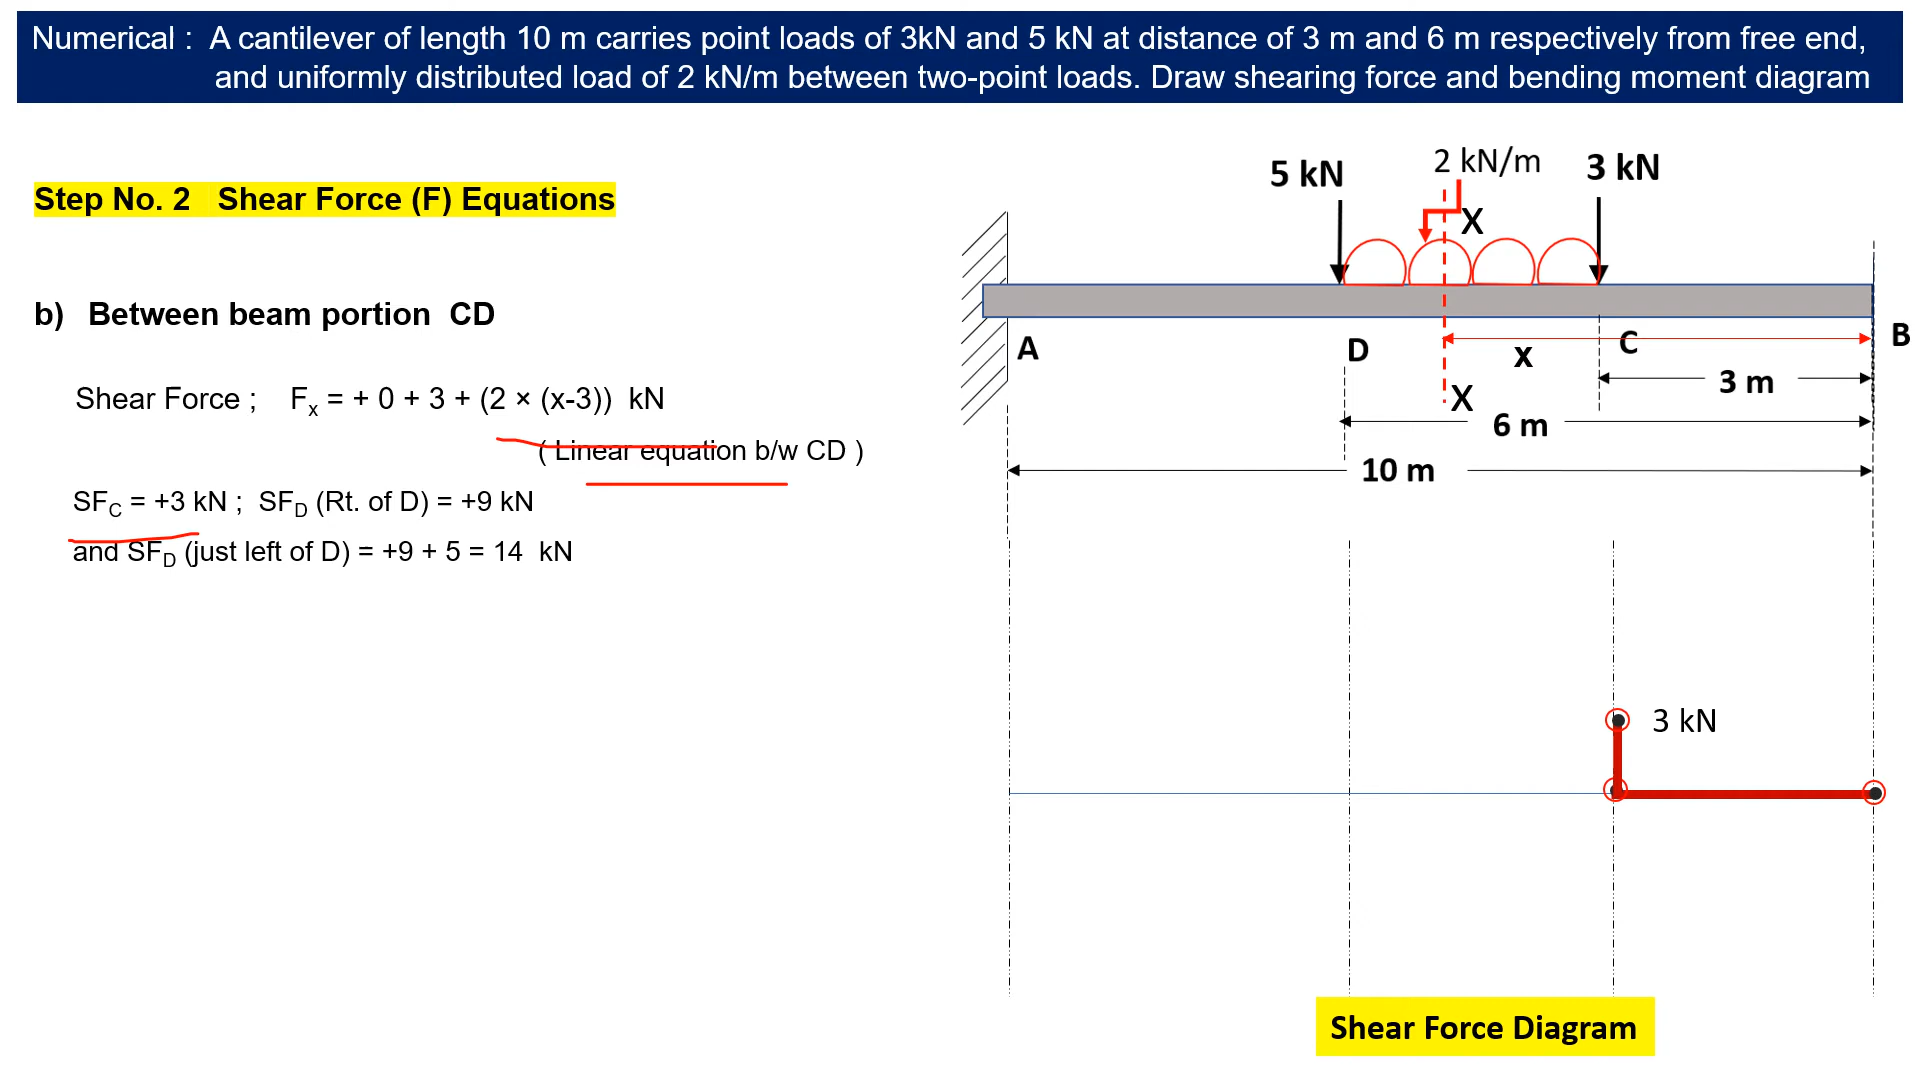 Numerical : A cantilever of length 10 m carries point loads of 3kN and 5 kN at distance of 3 m and 6 m respectively from free end,
and uniformly distributed load of 2 kN/m between two-point loads. Draw shearing force and bending moment diagram
Step No. 2 Shear Force (F) Equations
b) Between beam portion CD
Shear Force ; Fx = + 0 + 3 + (2 × (x-3)) kN
( Linear equation b/w CD )
SFC = +3 kN ; SFD (Rt. of D) = +9 kN
and SFD (just left of D) = +9 + 5 = 14 kN
5 kN
2 kN/m
3 kN
X
A
D
x
C
B
X
3 m
6 m
10 m
3 kN
Shear Force Diagram